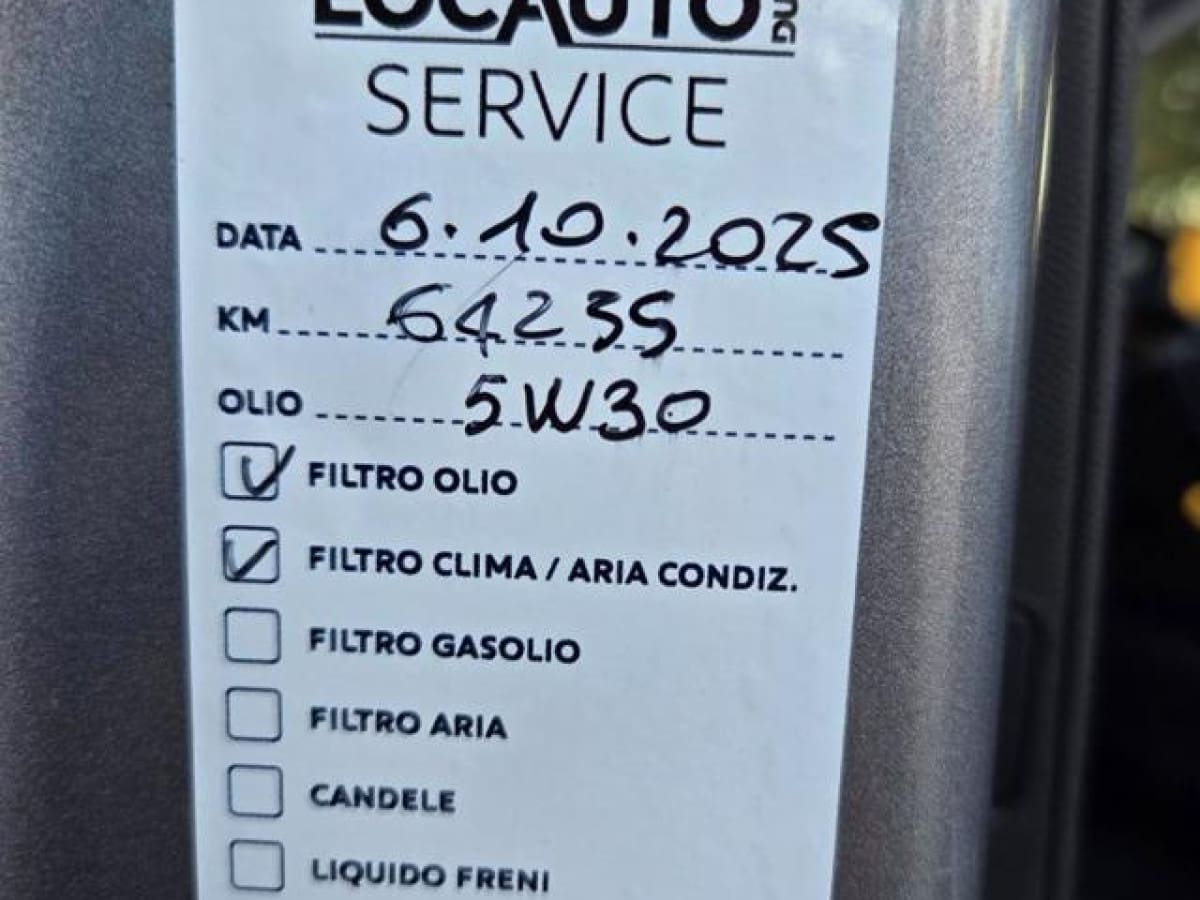 LOCAUTO
SERVICE
DATA 6.10.2025
KM 64235
OLIO 5W30
FILTRO OLIO
FILTRO CLIMA / ARIA CONDIZ.
FILTRO GASOLIO
FILTRO ARIA
CANDELE
LIQUIDO FRENI